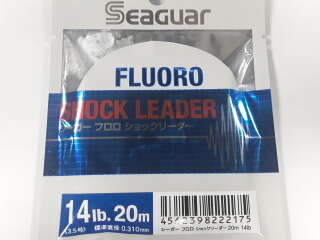 Seaguar
FLUORO
SHOCK LEADER
シーガー フロロ ショックリーダー
14lb. 20m
(3.5号) 標準直径 0.310mm
4562398222175
シーガー フロロ ショックリーダー 20m 14lb